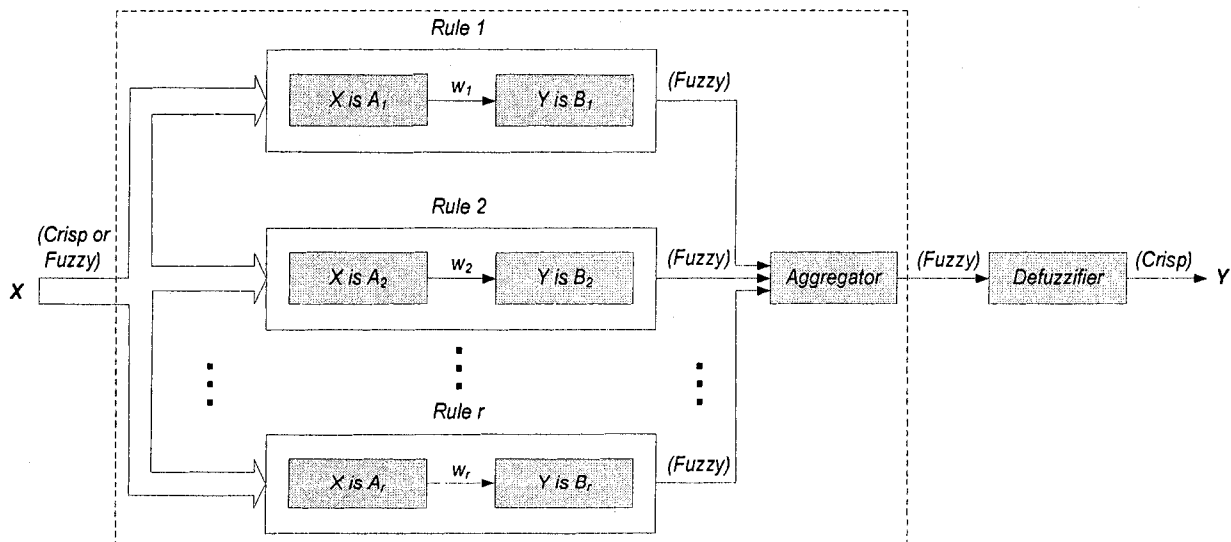 Rule 1
X is A₁
w₁
Y is B₁
(Fuzzy)
Rule 2
(Crisp or
Fuzzy)
X
X is A₂
w₂
Y is B₂
(Fuzzy)
Aggregator
(Fuzzy)
Defuzzifier
(Crisp)
Y
Rule r
X is Aᵣ
wᵣ
Y is Bᵣ
(Fuzzy)